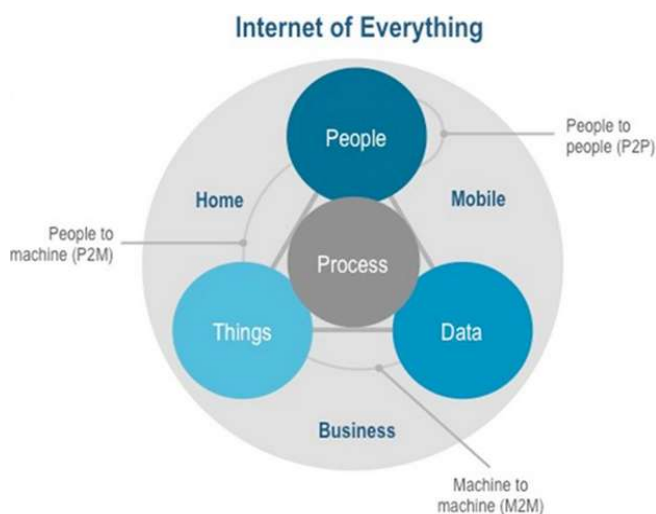 Internet of Everything
People
People to
people (P2P)
Home
Mobile
People to
machine (P2M)
Process
Things
Data
Business
Machine to
machine (M2M)